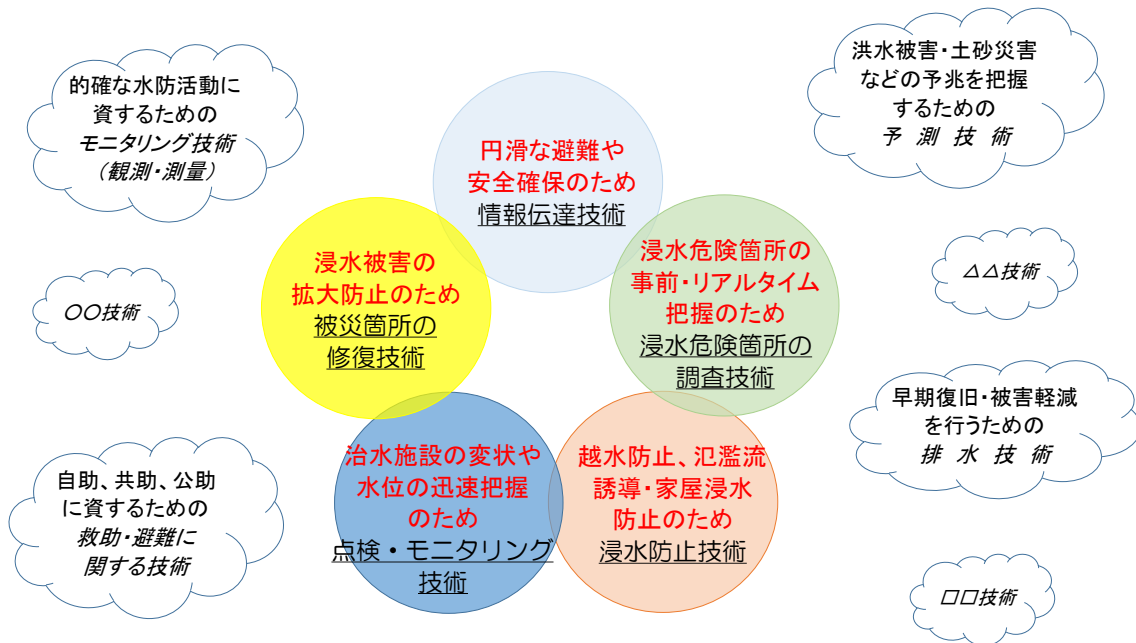 的確な水防活動に
資するための
モニタリング技術
（観測・測量）
洪水被害・土砂災害
などの予兆を把握
するための
予 測 技 術
円滑な避難や
安全確保のため
情報伝達技術
浸水被害の
拡大防止のため
被災箇所の
修復技術
浸水危険箇所の
事前・リアルタイム
把握のため
浸水危険箇所の
調査技術
〇〇技術
△△技術
治水施設の変状や
水位の迅速把握
のため
点検・モニタリング
技術
越水防止、氾濫流
誘導・家屋浸水
防止のため
浸水防止技術
早期復旧・被害軽減
を行うための
排 水 技 術
自助、共助、公助
に資するための
救助・避難に
関する技術
□□技術